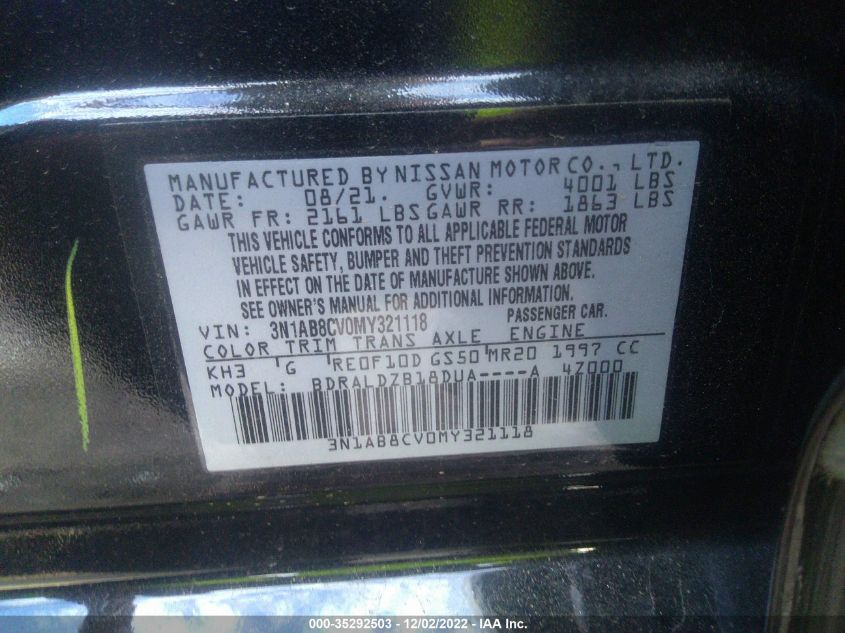 MANUFACTURED BY NISSAN MOTOR CO., LTD.
DATE: 08/21. GVWR: 4001 LBS
GAWR FR: 2161 LBS GAWR RR: 1863 LBS
THIS VEHICLE CONFORMS TO ALL APPLICABLE FEDERAL MOTOR
VEHICLE SAFETY, BUMPER AND THEFT PREVENTION STANDARDS
IN EFFECT ON THE DATE OF MANUFACTURE SHOWN ABOVE.
SEE OWNER'S MANUAL FOR ADDITIONAL INFORMATION.
VIN: 3N1AB8CV0MY321118 PASSENGER CAR.
COLOR TRIM TRANS AXLE ENGINE
KH3 G RE0F10D GS50 MR20 1997 CC
MODEL: BDRALDZB18DUA----A 4Z000
3N1AB8CV0MY321118
000-35292503 - 12/02/2022 - IAA Inc.